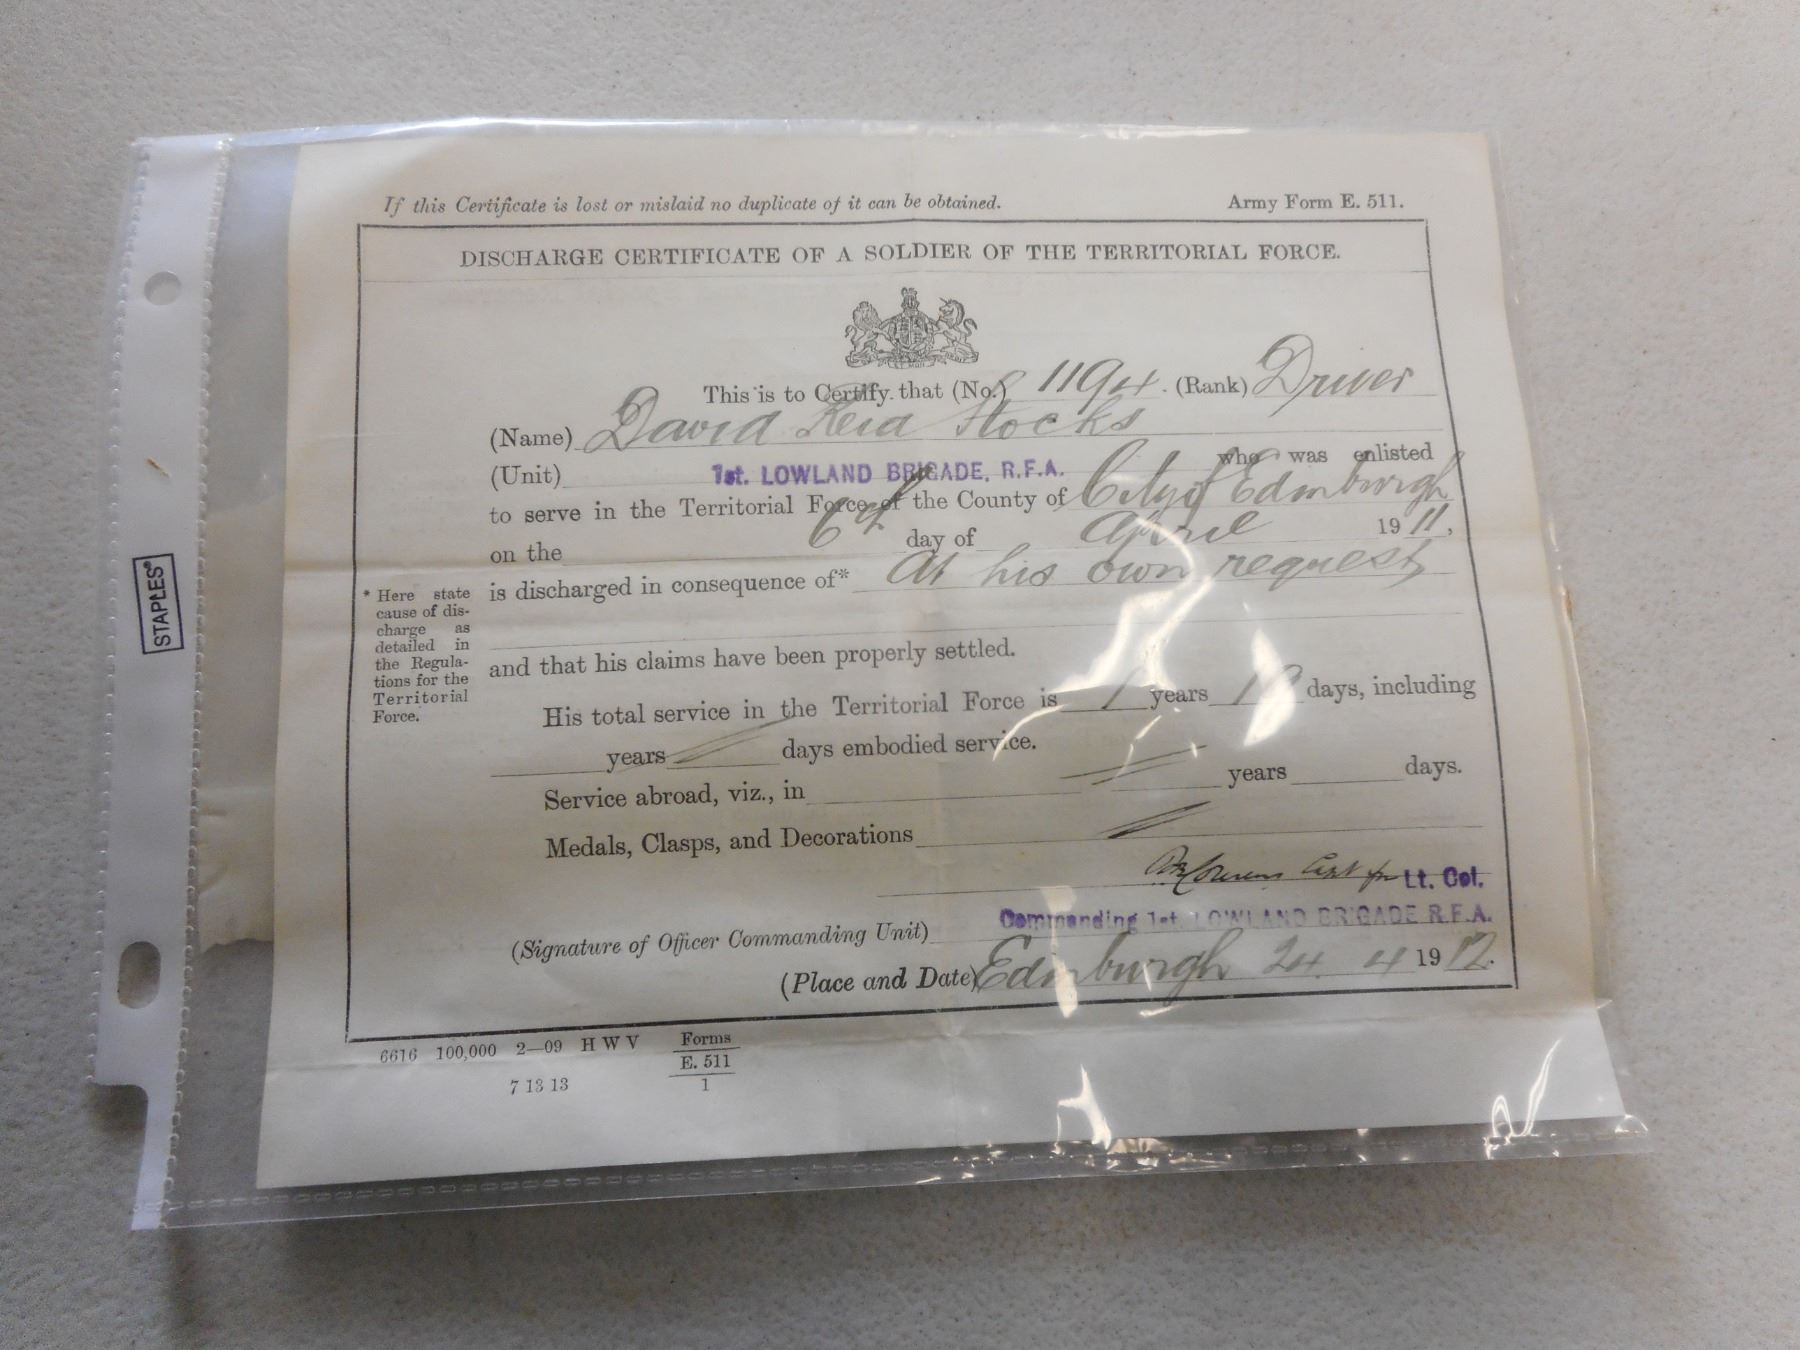 If this Certificate is lost or mislaid no duplicate of it can be obtained. Army Form E. 511.
DISCHARGE CERTIFICATE OF A SOLDIER OF THE TERRITORIAL FORCE.
This is to Certify that (No.) 1194. (Rank) Driver
(Name) David Reid Stocks
(Unit) 1st. LOWLAND BRIGADE, R.F.A. who was enlisted
to serve in the Territorial Force of the County of City of Edinburgh
on the 6th day of April 1911,
is discharged in consequence of* At his own request
* Here state cause of dis-
charge as
detailed in
the Regula-
tions for the
Territorial
Force.
and that his claims have been properly settled.
His total service in the Territorial Force is 1 years days, including
years days embodied service.
Service abroad, viz., in years days.
Medals, Clasps, and Decorations
Capt for Lt. Col.
Commanding 1st. LOWLAND BRIGADE R.F.A.
(Signature of Officer Commanding Unit)
(Place and Date) Edinburgh 24. 4 1912.
6616 100,000 2—09 H W V Forms
E. 511
7 13 13 1
STAPLES®